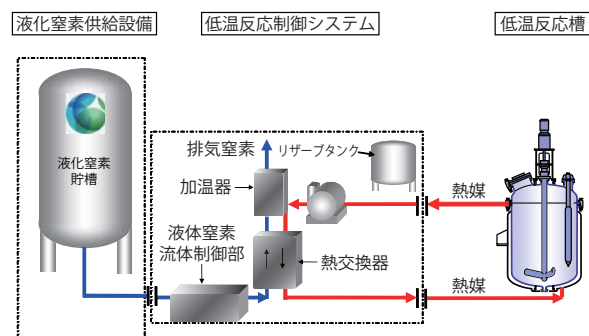 液化窒素供給設備
低温反応制御システム
低温反応槽
液化窒素
貯槽
排気窒素
リザーブタンク
加温器
熱媒
液体窒素
流体制御部
熱交換器
熱媒